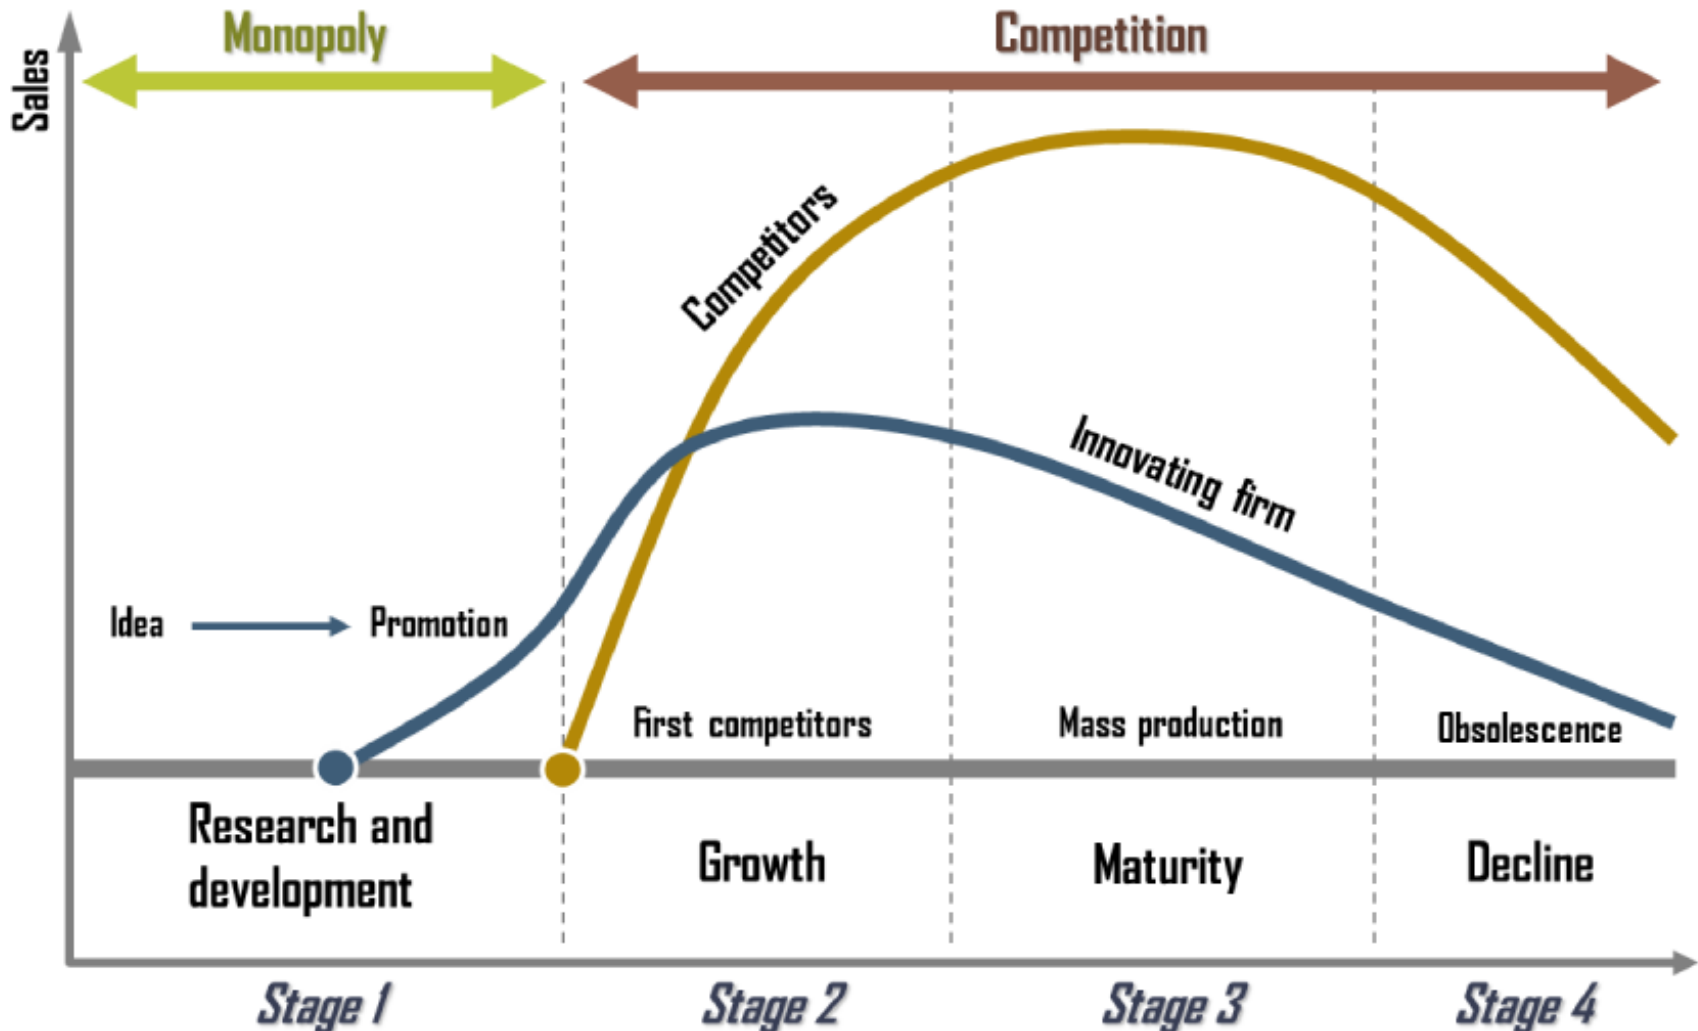 Monopoly
Competition
Sales
Competitors
Innovating firm
Idea
Promotion
First competitors
Mass production
Obsolescence
Research and
development
Growth
Maturity
Decline
Stage 1
Stage 2
Stage 3
Stage 4